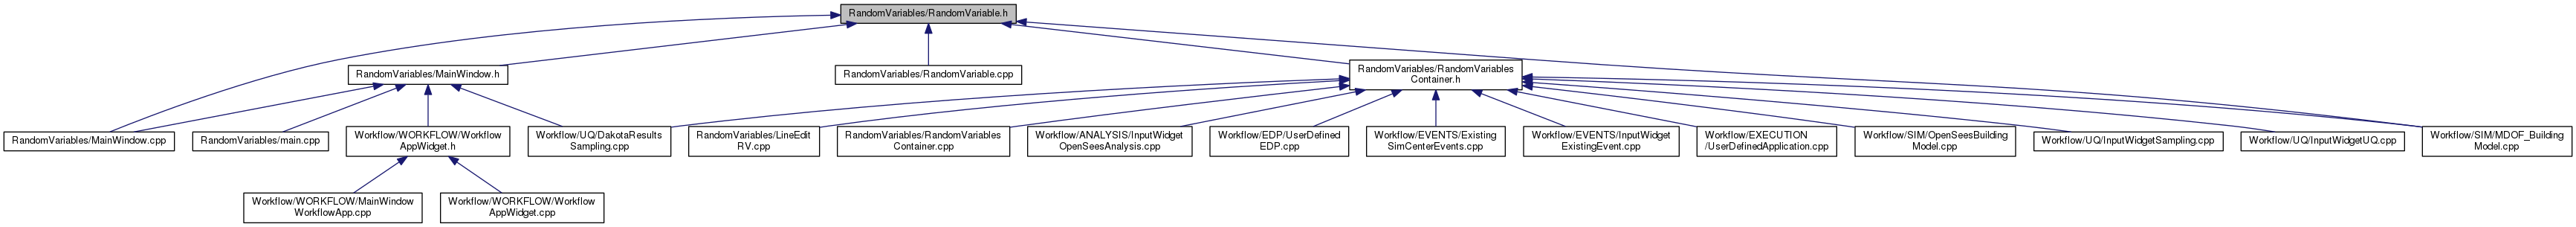 RandomVariables/RandomVariable.h
RandomVariables/MainWindow.h
RandomVariables/RandomVariable.cpp
RandomVariables/RandomVariables
Container.h
RandomVariables/MainWindow.cpp
RandomVariables/main.cpp
Workflow/WORKFLOW/Workflow
AppWidget.h
Workflow/UQ/DakotaResults
Sampling.cpp
RandomVariables/LineEdit
RV.cpp
RandomVariables/RandomVariables
Container.cpp
Workflow/ANALYSIS/InputWidget
OpenSeesAnalysis.cpp
Workflow/EDP/UserDefined
EDP.cpp
Workflow/EVENTS/Existing
SimCenterEvents.cpp
Workflow/EVENTS/InputWidget
ExistingEvent.cpp
Workflow/EXECUTION
/UserDefinedApplication.cpp
Workflow/SIM/OpenSeesBuilding
Model.cpp
Workflow/UQ/InputWidgetSampling.cpp
Workflow/UQ/InputWidgetUQ.cpp
Workflow/SIM/MDOF_Building
Model.cpp
Workflow/WORKFLOW/MainWindow
WorkflowApp.cpp
Workflow/WORKFLOW/Workflow
AppWidget.cpp